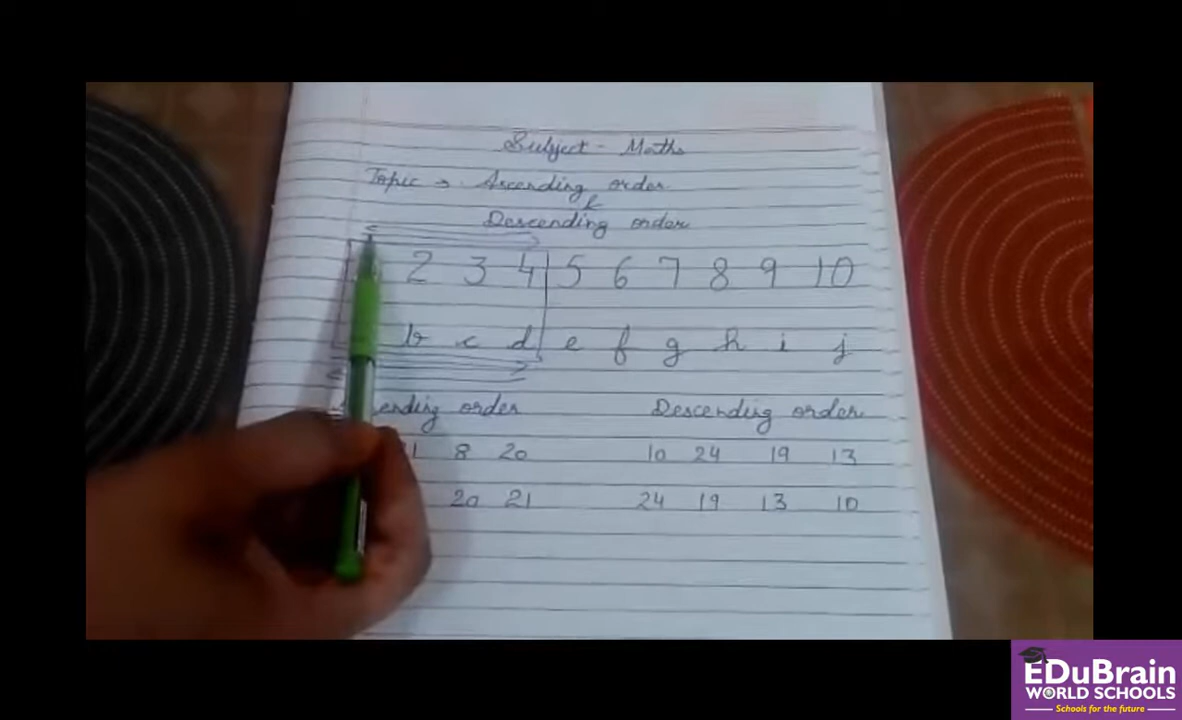 Subject - Maths
Topic → Ascending order
&
Descending order
2 3 4 5 6 7 8 9 10
b c d e f g h i j
ending order Descending order
1 8 20 10 24 19 13
20 21 24 19 13 10
EDuBrain
WORLD SCHOOLS
Schools for the future